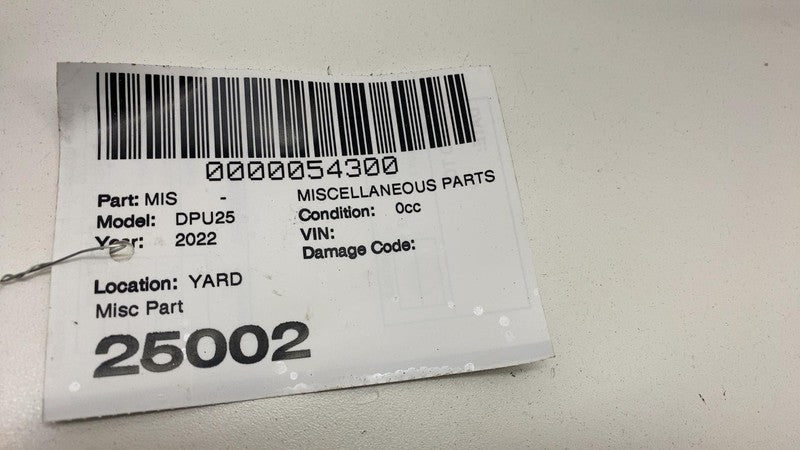 0000054300
Part: MIS - MISCELLANEOUS PARTS
Model: DPU25 Condition: 0cc
Year: 2022 VIN:
Damage Code:
Location: YARD
Misc Part
25002